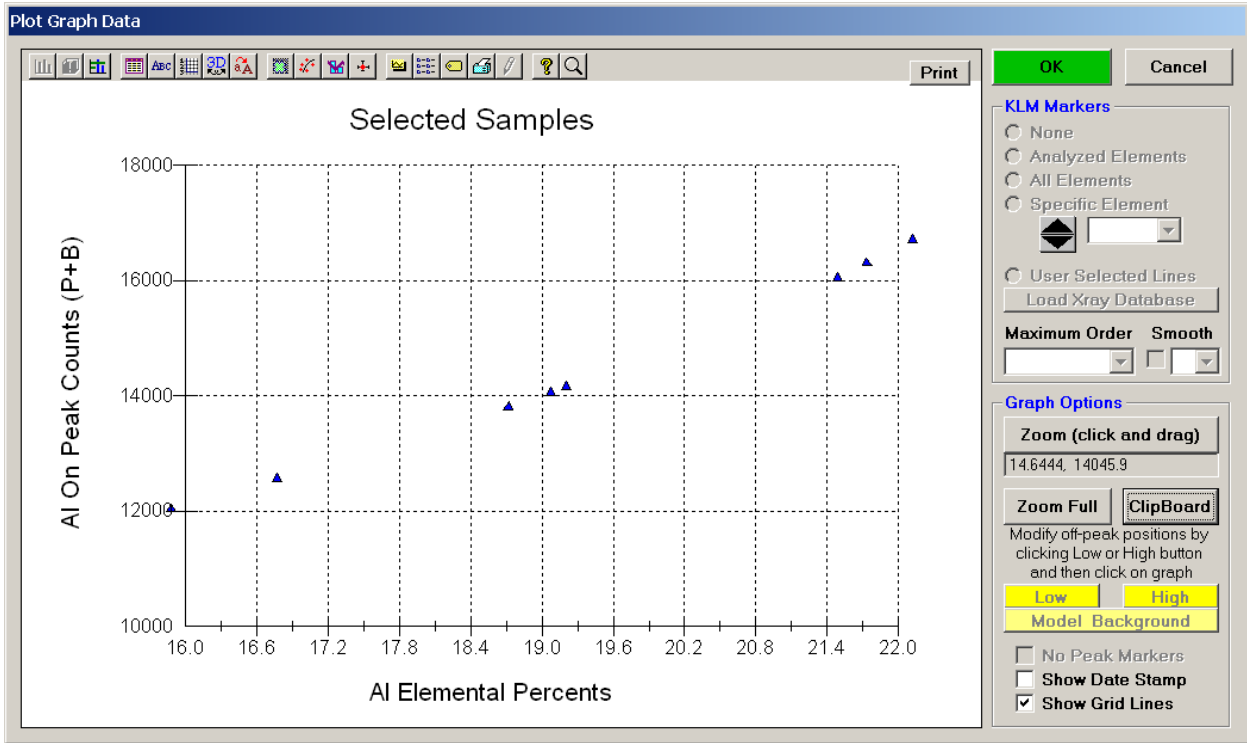 Plot Graph Data
ABC
3D
aA
?
Print
OK
Cancel
Selected Samples
18000
16000
14000
12000
10000
Al On Peak Counts (P+B)
16.0 16.6 17.2 17.8 18.4 19.0 19.6 20.2 20.8 21.4 22.0
Al Elemental Percents
KLM Markers
None
Analyzed Elements
All Elements
Specific Element
User Selected Lines
Load Xray Database
Maximum Order Smooth
Graph Options
Zoom (click and drag)
14.6444, 14045.9
Zoom Full ClipBoard
Modify off-peak positions by
clicking Low or High button
and then click on graph
Low High
Model Background
No Peak Markers
Show Date Stamp
Show Grid Lines